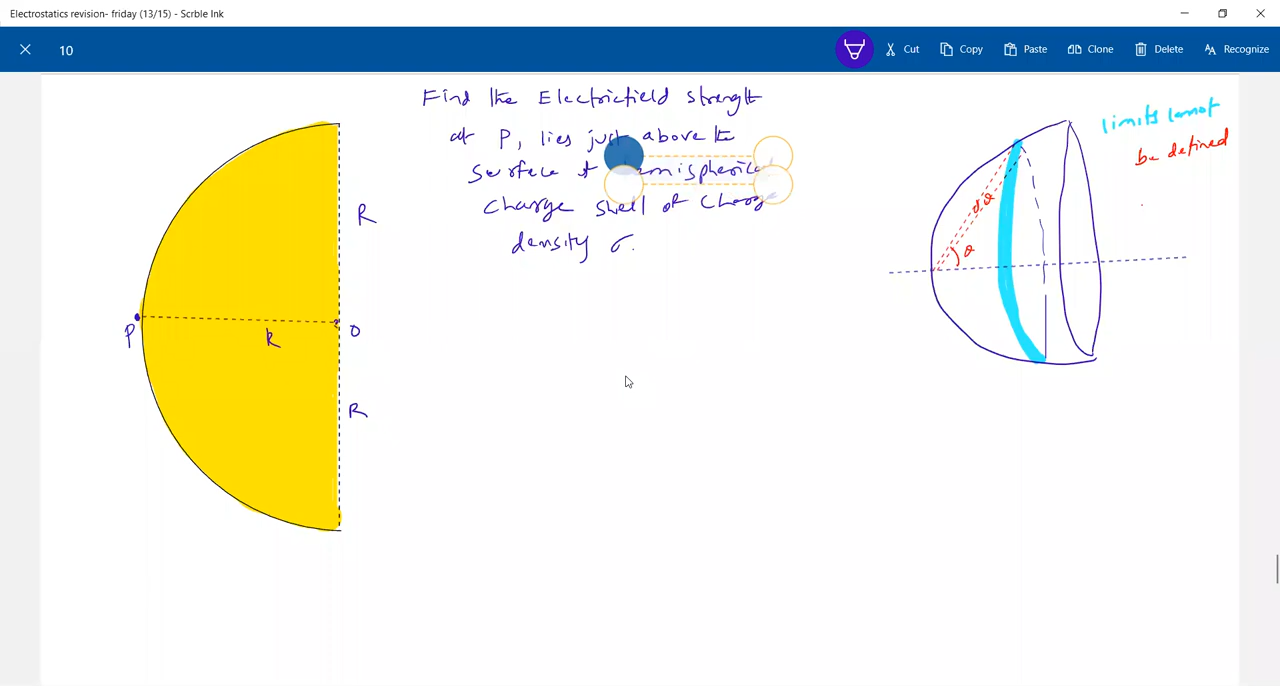 Electrostatics revision- friday (13/15) - Scrble Ink
10
Cut
Copy
Paste
Clone
Delete
Recognize
Find the Electricfield strength
at P, lies just above the
surface
charge shell of charge
density σ.
R
P
R
O
R
limits cannot
be defined
dθ
θ